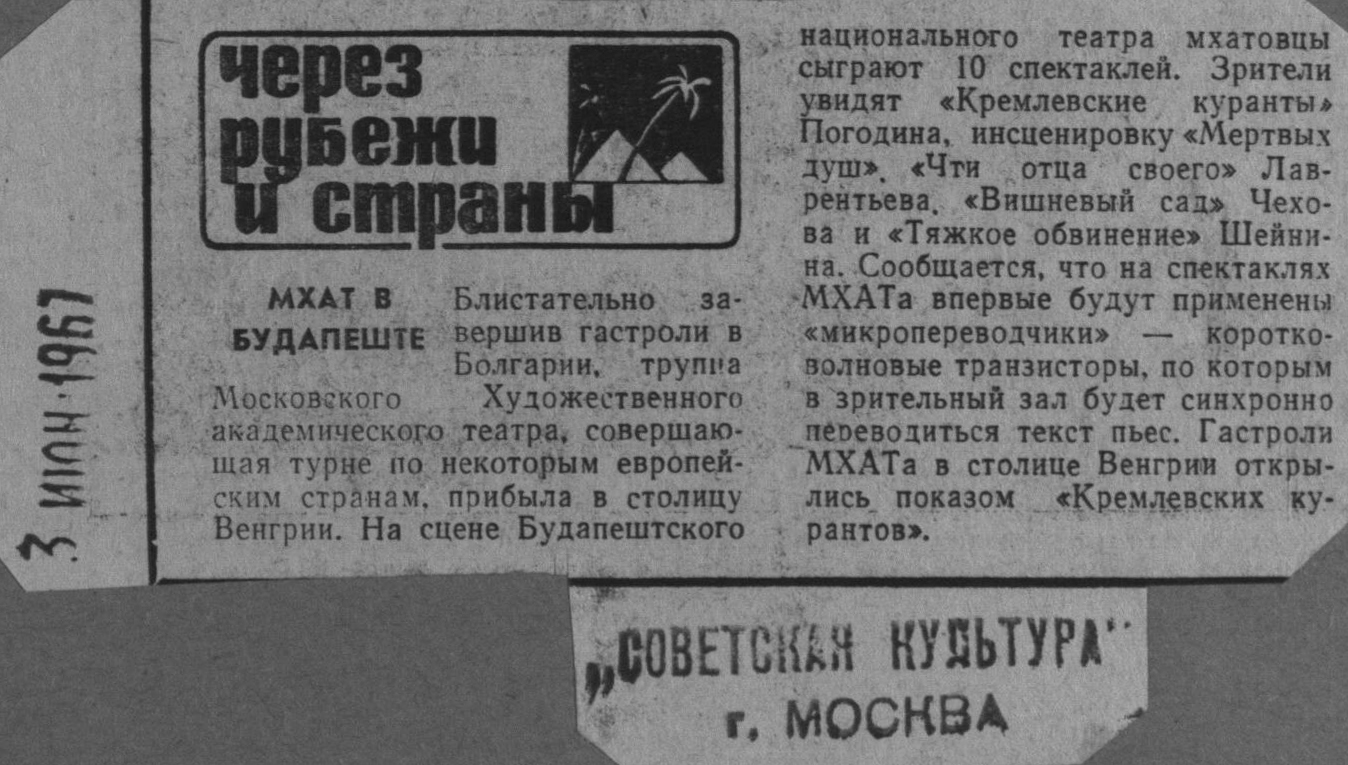 через
рубежи
и страны
МХАТ В
БУДАПЕШТЕ
Блистательно за-
вершив гастроли в
Болгарии, труппа
Московского Художественного
академического театра, совершаю-
щая турне по некоторым европей-
ским странам, прибыла в столицу
Венгрии. На сцене Будапештского
национального театра мхатовцы
сыграют 10 спектаклей. Зрители
увидят «Кремлевские куранты»
Погодина, инсценировку «Мертвых
душ», «Чти отца своего» Лав-
рентьева, «Вишневый сад» Чехо-
ва и «Тяжкое обвинение» Шейни-
на. Сообщается, что на спектаклях
МХАТа впервые будут применены
«микропереводчики» — коротко-
волновые транзисторы, по которым
в зрительный зал будет синхронно
переводиться текст пьес. Гастроли
МХАТа в столице Венгрии откры-
лись показом «Кремлевских ку-
рантов».
3 ИЮН 1967
„СОВЕТСКАЯ КУЛЬТУРА"
г. МОСКВА